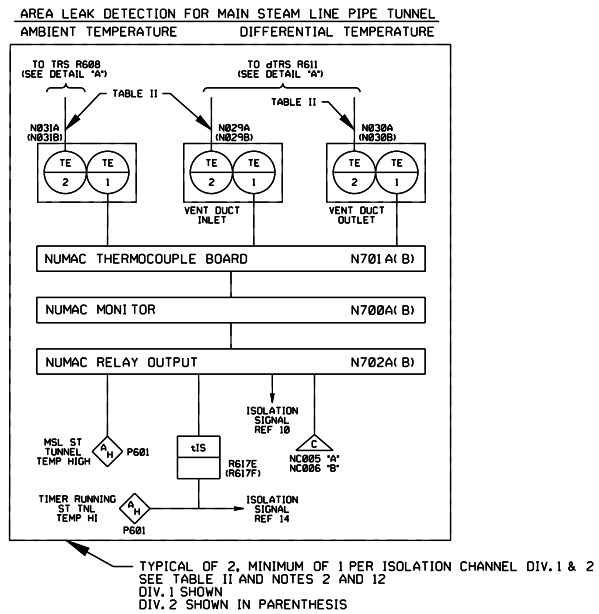 AREA LEAK DETECTION FOR MAIN STEAM LINE PIPE TUNNEL
AMBIENT TEMPERATURE
DIFFERENTIAL TEMPERATURE
TO TRS R608
(SEE DETAIL "A")
TO dTRS R611
(SEE DETAIL "A")
TABLE II
TABLE II
N031A
(N031B)
N029A
(N029B)
N030A
(N030B)
TE
2
TE
1
TE
2
TE
1
TE
2
TE
1
VENT DUCT
INLET
VENT DUCT
OUTLET
NUMAC THERMOCOUPLE BOARD N701A(B)
NUMAC MONITOR N700A(B)
NUMAC RELAY OUTPUT N702A(B)
MSL ST
TUNNEL
TEMP HIGH
A
H
P601
tIS
R617E
(R617F)
ISOLATION
SIGNAL
REF 10
C
NC005 "A"
NC006 "B"
TIMER RUNNING
ST TNL
TEMP HI
A
H
P601
ISOLATION
SIGNAL
REF 14
TYPICAL OF 2, MINIMUM OF 1 PER ISOLATION CHANNEL DIV.1 & 2
SEE TABLE II AND NOTES 2 AND 12
DIV.1 SHOWN
DIV.2 SHOWN IN PARENTHESIS